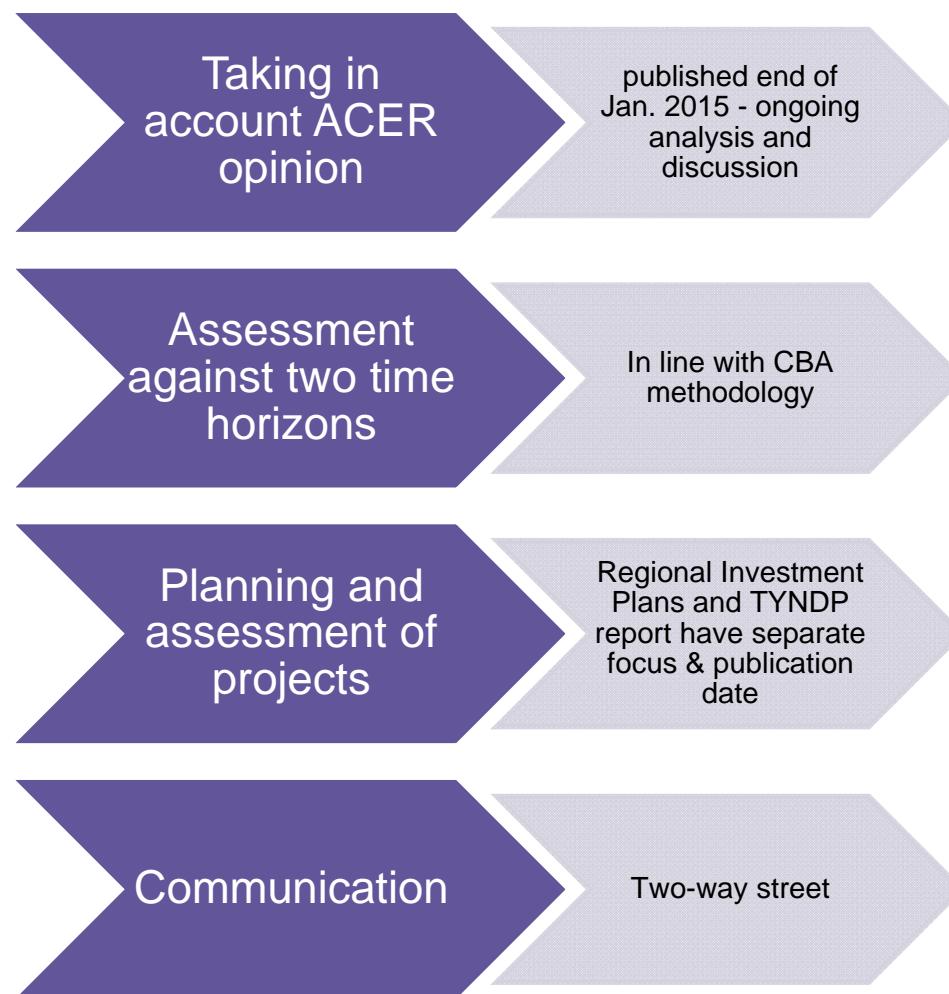 Taking in
account ACER
opinion
published end of
Jan. 2015 - ongoing
analysis and
discussion
Assessment
against two time
horizons
In line with CBA
methodology
Planning and
assessment of
projects
Regional Investment
Plans and TYNDP
report have separate
focus & publication
date
Communication
Two-way street